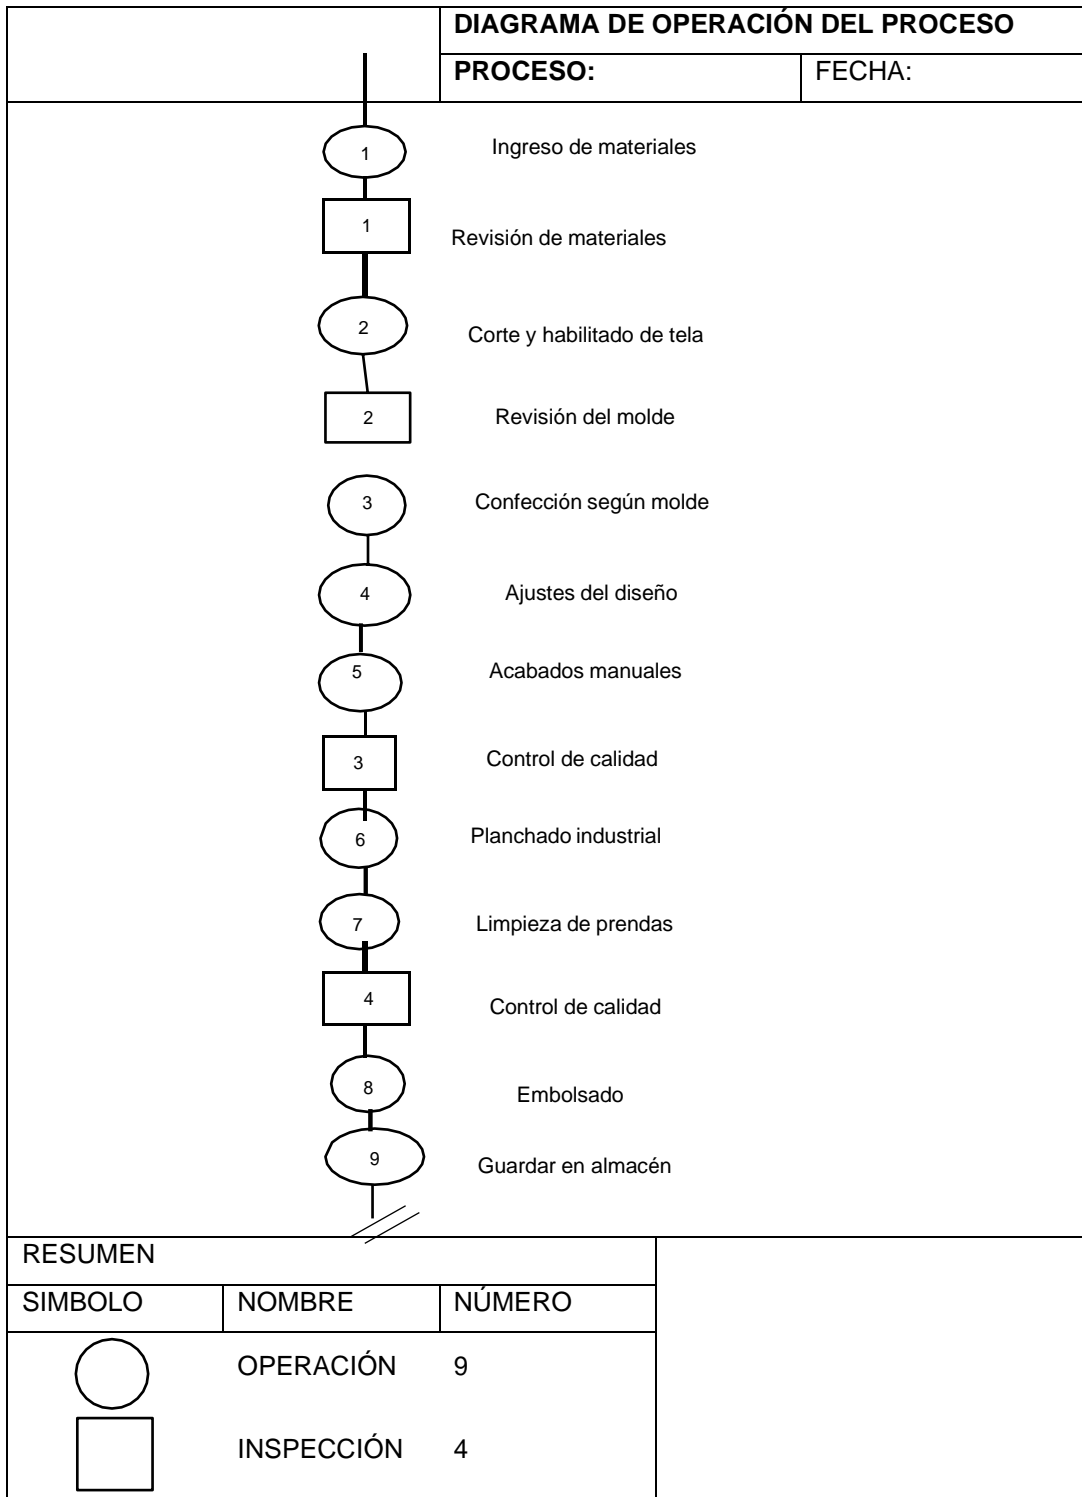 DIAGRAMA DE OPERACIÓN DEL PROCESO
PROCESO: FECHA:
1 Ingreso de materiales
1 Revisión de materiales
2 Corte y habilitado de tela
2 Revisión del molde
3 Confección según molde
4 Ajustes del diseño
5 Acabados manuales
3 Control de calidad
6 Planchado industrial
7 Limpieza de prendas
4 Control de calidad
8 Embolsado
9 Guardar en almacén
RESUMEN
SIMBOLO NOMBRE NÚMERO
OPERACIÓN 9
INSPECCIÓN 4